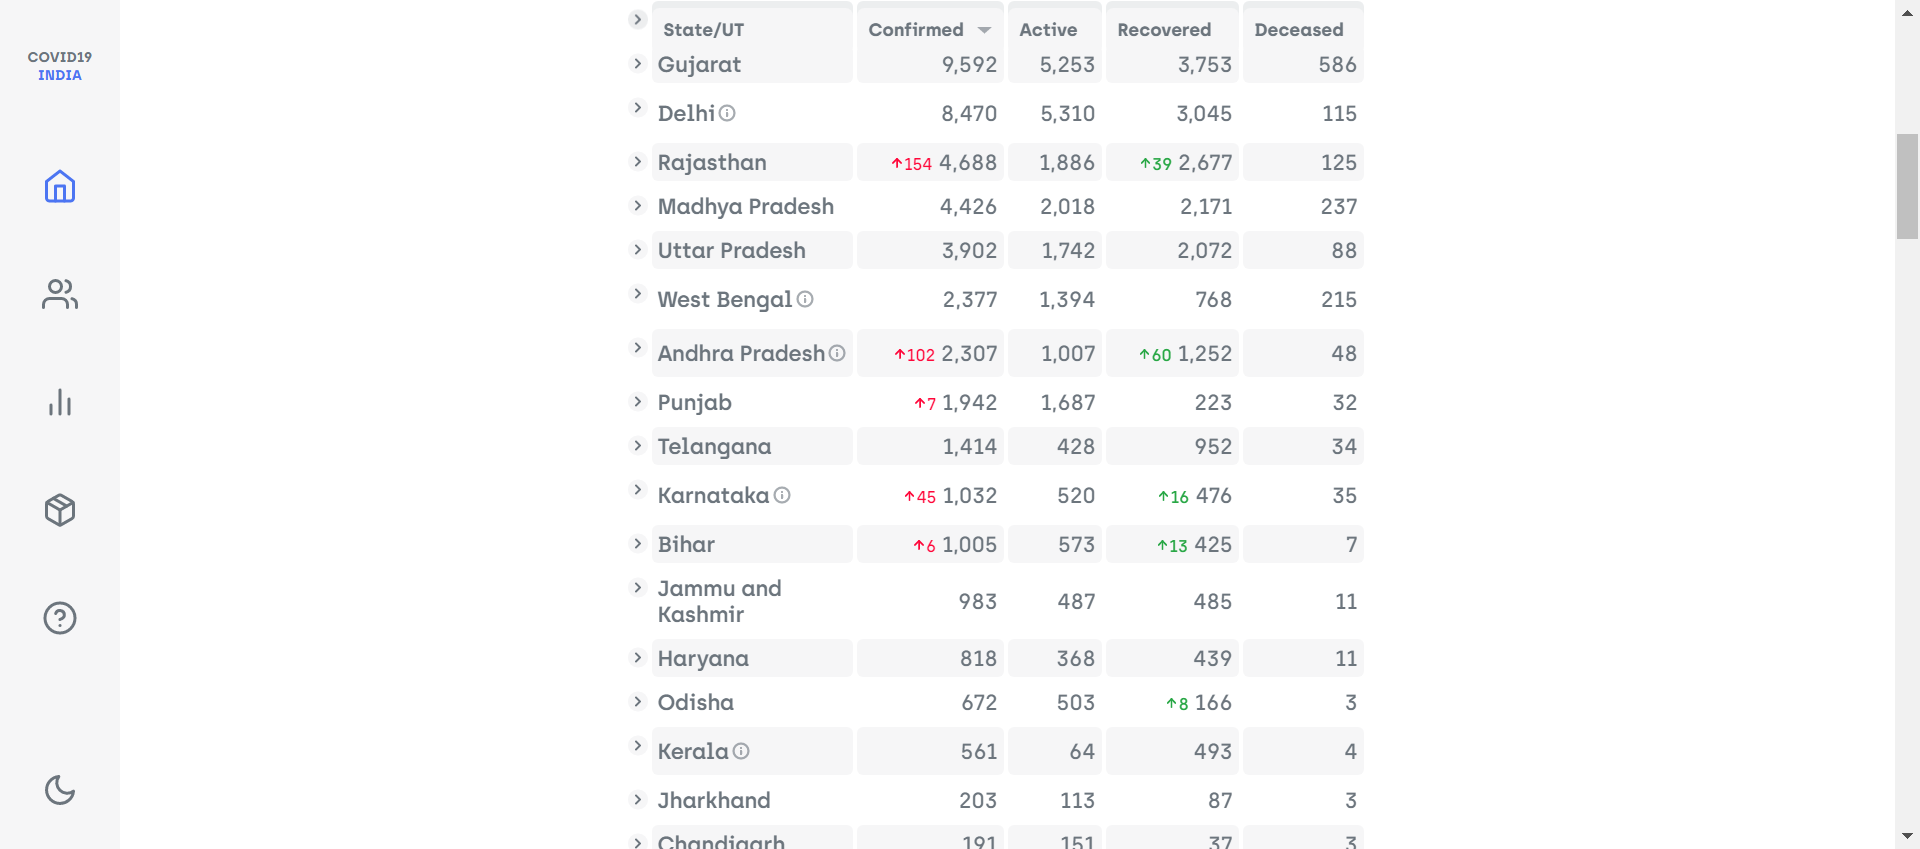 COVID19
INDIA
State/UT Confirmed Active Recovered Deceased
Gujarat 9,592 5,253 3,753 586
Delhi 8,470 5,310 3,045 115
Rajasthan ↑154 4,688 1,886 ↑39 2,677 125
Madhya Pradesh 4,426 2,018 2,171 237
Uttar Pradesh 3,902 1,742 2,072 88
West Bengal 2,377 1,394 768 215
Andhra Pradesh ↑102 2,307 1,007 ↑60 1,252 48
Punjab ↑7 1,942 1,687 223 32
Telangana 1,414 428 952 34
Karnataka ↑45 1,032 520 ↑16 476 35
Bihar ↑6 1,005 573 ↑13 425 7
Jammu and
Kashmir 983 487 485 11
Haryana 818 368 439 11
Odisha 672 503 ↑8 166 3
Kerala 561 64 493 4
Jharkhand 203 113 87 3
Chandigarh 191 151 37 3